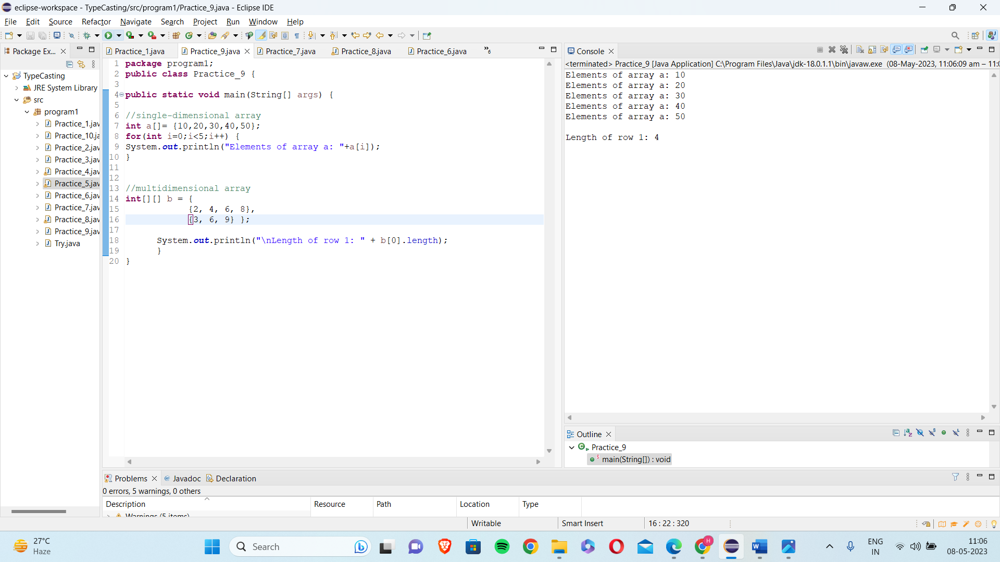 eclipse-workspace - TypeCasting/src/program1/Practice_9.java - Eclipse IDE
File Edit Source Refactor Navigate Search Project Run Window Help
Package Ex...
TypeCasting
JRE System Library
src
program1
Practice_1.jav
Practice_10.ja
Practice_2.jav
Practice_3.jav
Practice_4.jav
Practice_5.jav
Practice_6.jav
Practice_7.jav
Practice_8.jav
Practice_9.jav
Try.java
Practice_1.java Practice_9.java Practice_7.java Practice_8.java Practice_6.java »6
1 package program1;
2 public class Practice_9 {
3
4 public static void main(String[] args) {
5
6 //single-dimensional array
7 int a[]= {10,20,30,40,50};
8 for(int i=0;i<5;i++) {
9 System.out.println("Elements of array a: "+a[i]);
10 }
11
12
13 //multidimensional array
14 int[][] b = {
15 {2, 4, 6, 8},
16 {3, 6, 9} };
17
18 System.out.println("\nLength of row 1: " + b[0].length);
19 }
20 }
Console
<terminated> Practice_9 [Java Application] C:\Program Files\Java\jdk-18.0.1.1\bin\javaw.exe (08-May-2023, 11:06:09 am – 11:0
Elements of array a: 10
Elements of array a: 20
Elements of array a: 30
Elements of array a: 40
Elements of array a: 50
Length of row 1: 4
Outline
Practice_9
main(String[]) : void
Problems Javadoc Declaration
0 errors, 5 warnings, 0 others
Description Resource Path Location Type
Warnings (5 items)
Writable Smart Insert 16 : 22 : 320
27°C
Haze
Search
ENG
IN
11:06
08-05-2023